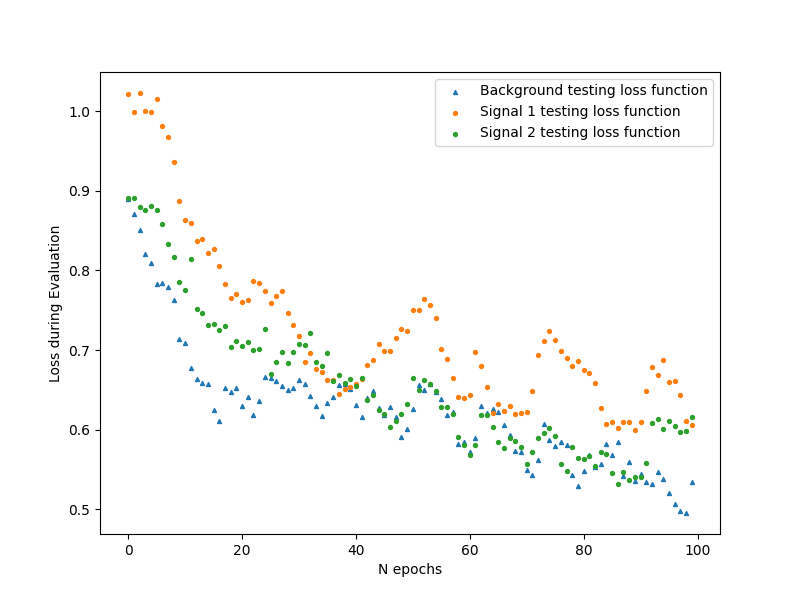 Background testing loss function
Signal 1 testing loss function
Signal 2 testing loss function
Loss during Evaluation
1.0
0.9
0.8
0.7
0.6
0.5
0
20
40
60
80
100
N epochs